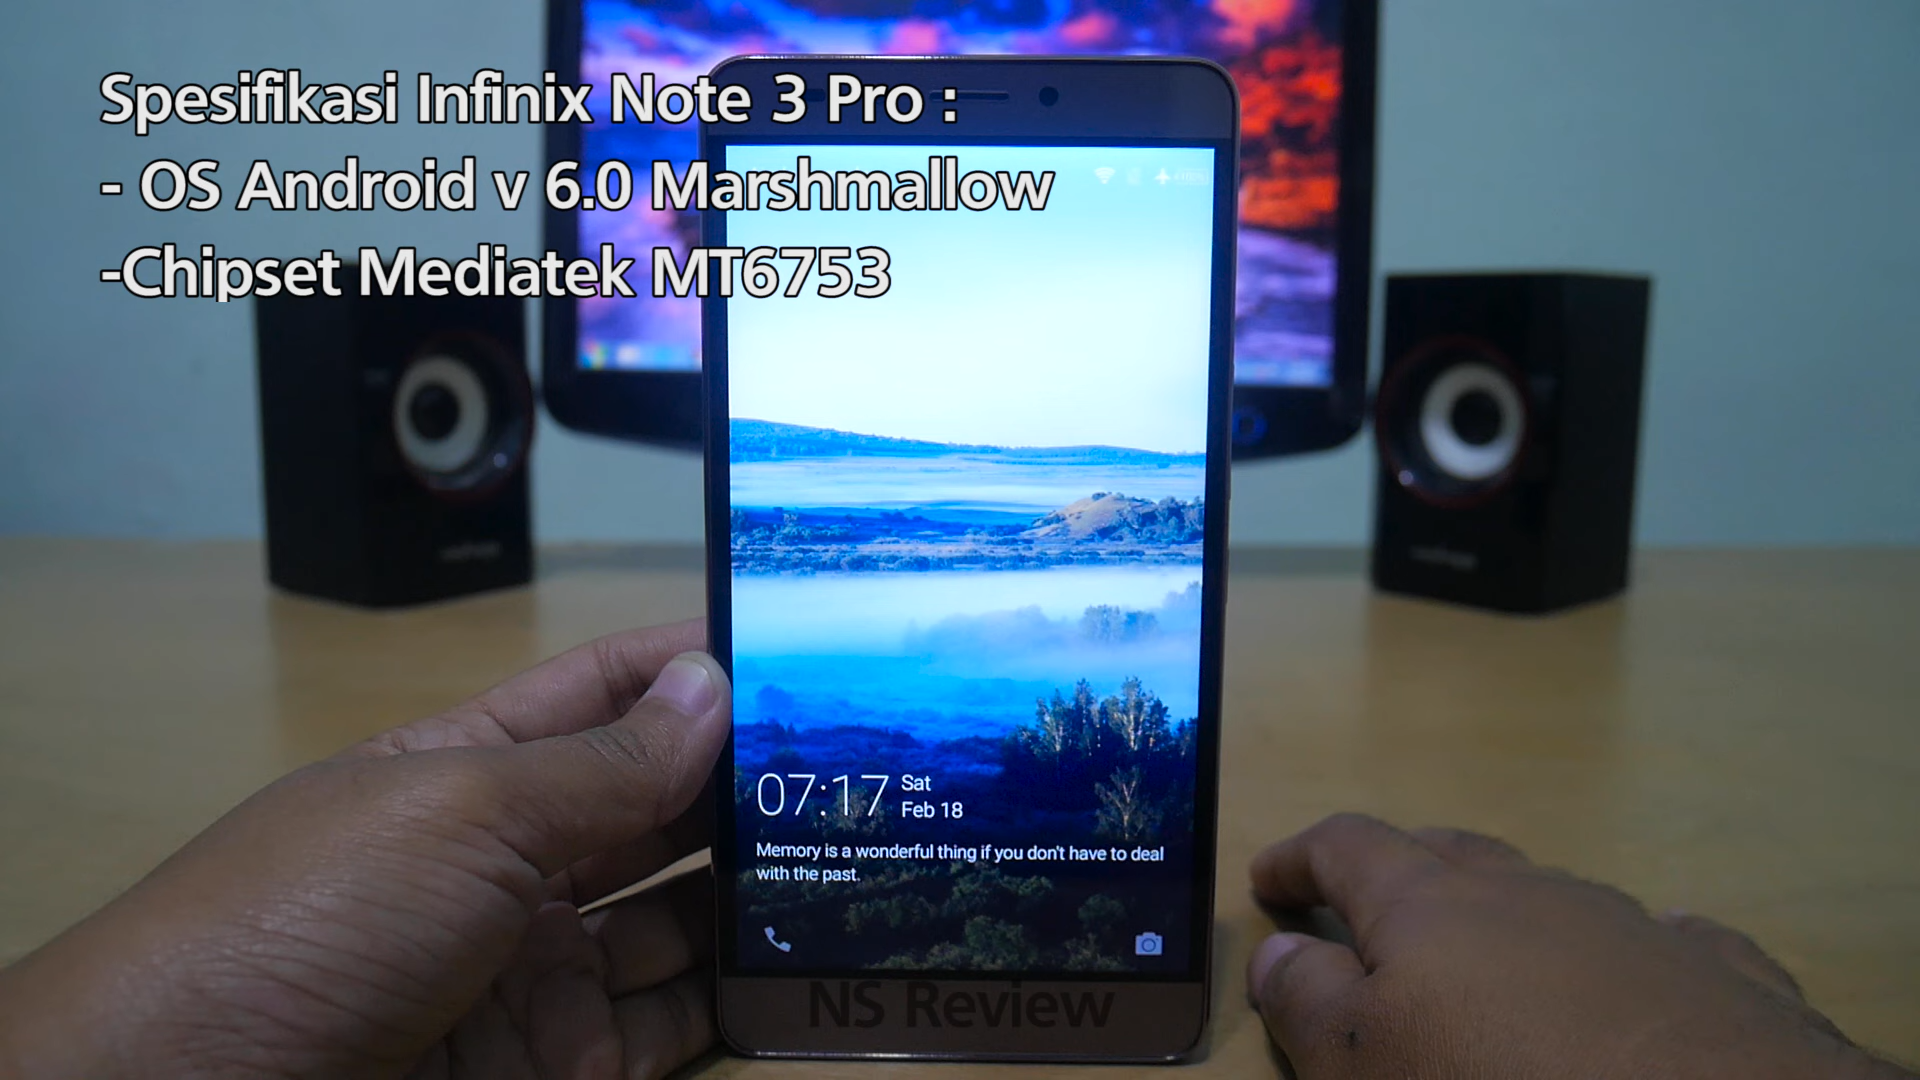 Spesifikasi Infinix Note 3 Pro :
- OS Android v 6.0 Marshmallow
-Chipset Mediatek MT6753
07:17
Sat
Feb 18
Memory is a wonderful thing if you don't have to deal
with the past.
NS Review